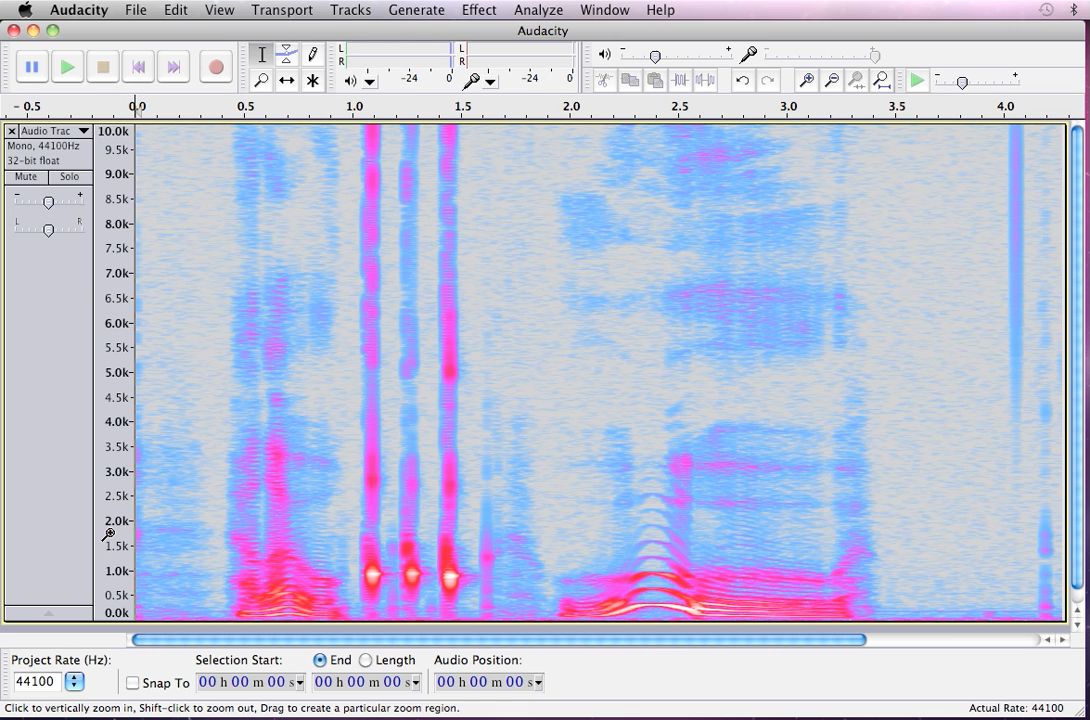 Audacity File Edit View Transport Tracks Generate Effect Analyze Window Help
Audacity
L
R
-24 0
L
R
-24 0
- +
- +
- +
- 0.5 0.0 0.5 1.0 1.5 2.0 2.5 3.0 3.5 4.0
Audio Trac
Mono, 44100Hz
32-bit float
Mute Solo
- +
L R
10.0k
9.5k
9.0k
8.5k
8.0k
7.5k
7.0k
6.5k
6.0k
5.5k
5.0k
4.5k
4.0k
3.5k
3.0k
2.5k
2.0k
1.5k
1.0k
0.5k
0.0k
Project Rate (Hz): Selection Start: End Length Audio Position:
44100 Snap To 00 h 00 m 00 s 00 h 00 m 00 s 00 h 00 m 00 s
Click to vertically zoom in, Shift-click to zoom out, Drag to create a particular zoom region. Actual Rate: 44100